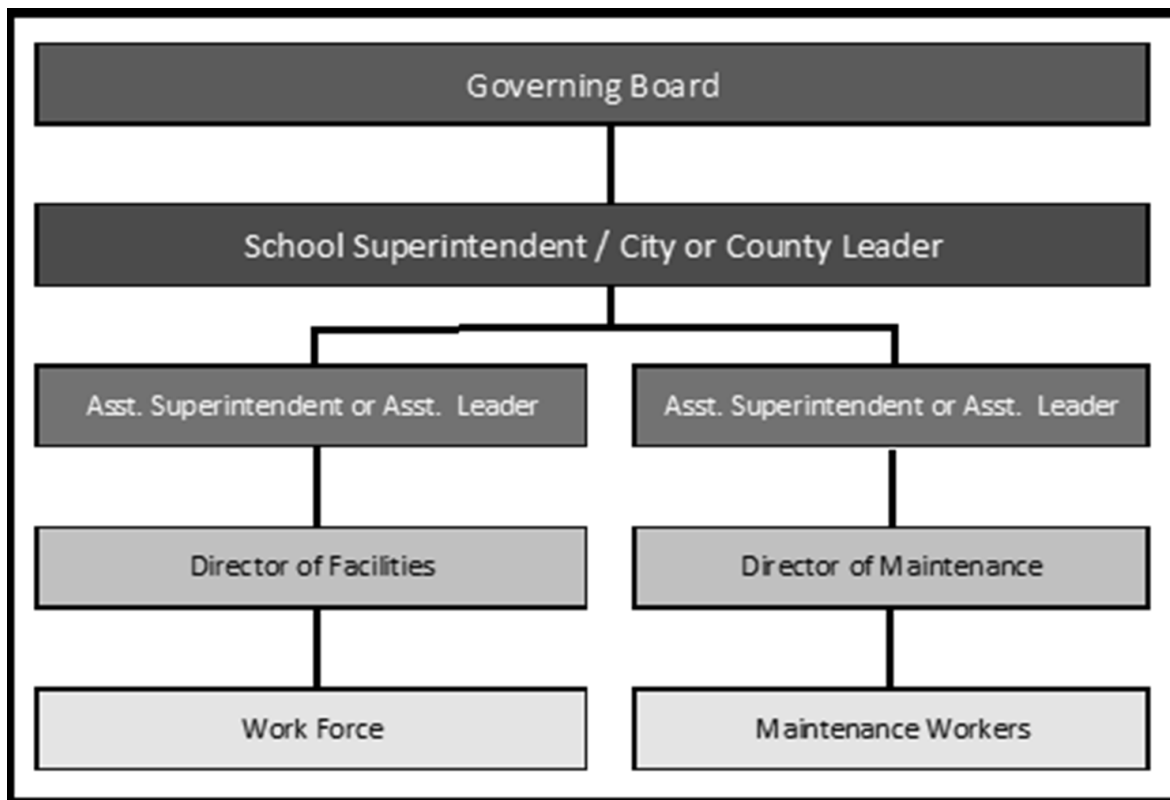 Governing Board
School Superintendent / City or County Leader
Asst. Superintendent or Asst. Leader
Asst. Superintendent or Asst. Leader
Director of Facilities
Director of Maintenance
Work Force
Maintenance Workers